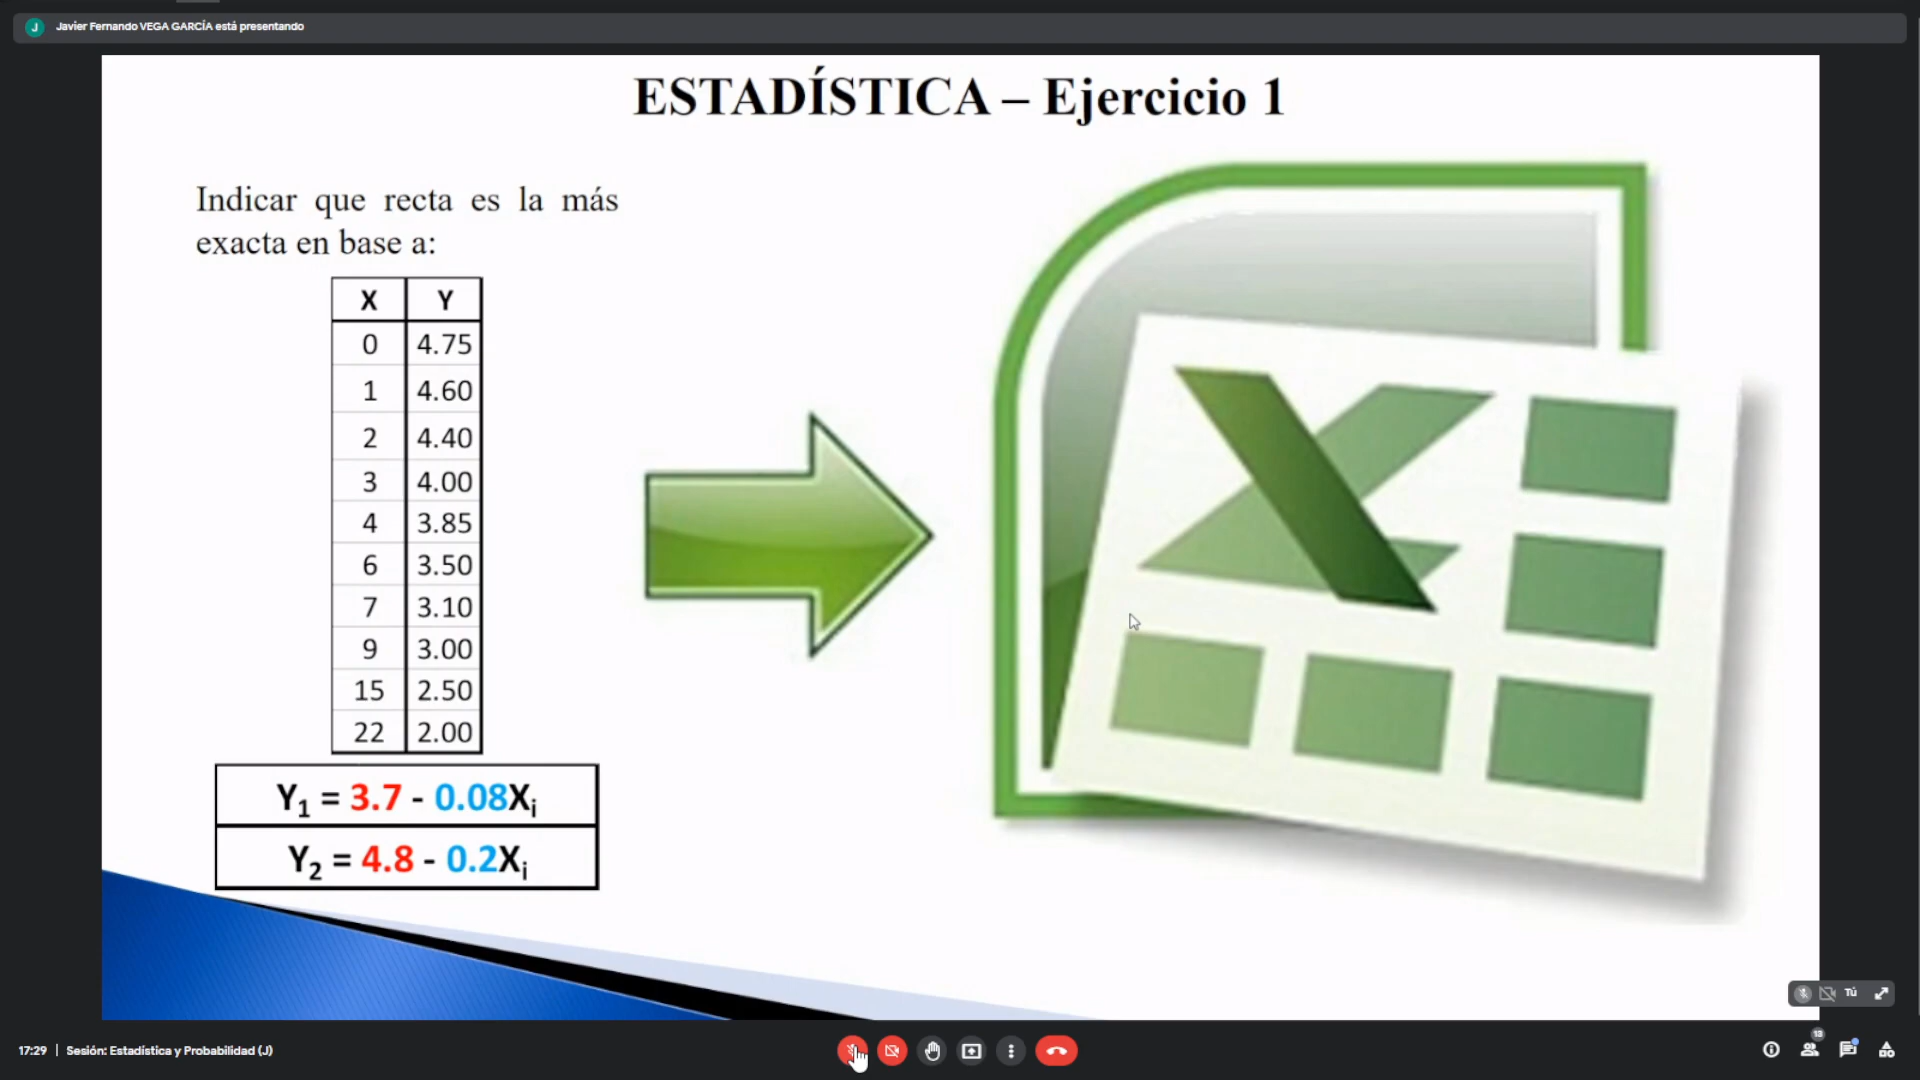 J Javier Fernando VEGA GARCÍA está presentando
ESTADÍSTICA – Ejercicio 1
Indicar que recta es la más
exacta en base a:
X Y
0 4.75
1 4.60
2 4.40
3 4.00
4 3.85
6 3.50
7 3.10
9 3.00
15 2.50
22 2.00
Y₁ = 3.7 - 0.08Xᵢ
Y₂ = 4.8 - 0.2Xᵢ
Tú
17:29 | Sesión: Estadística y Probabilidad (J)
13